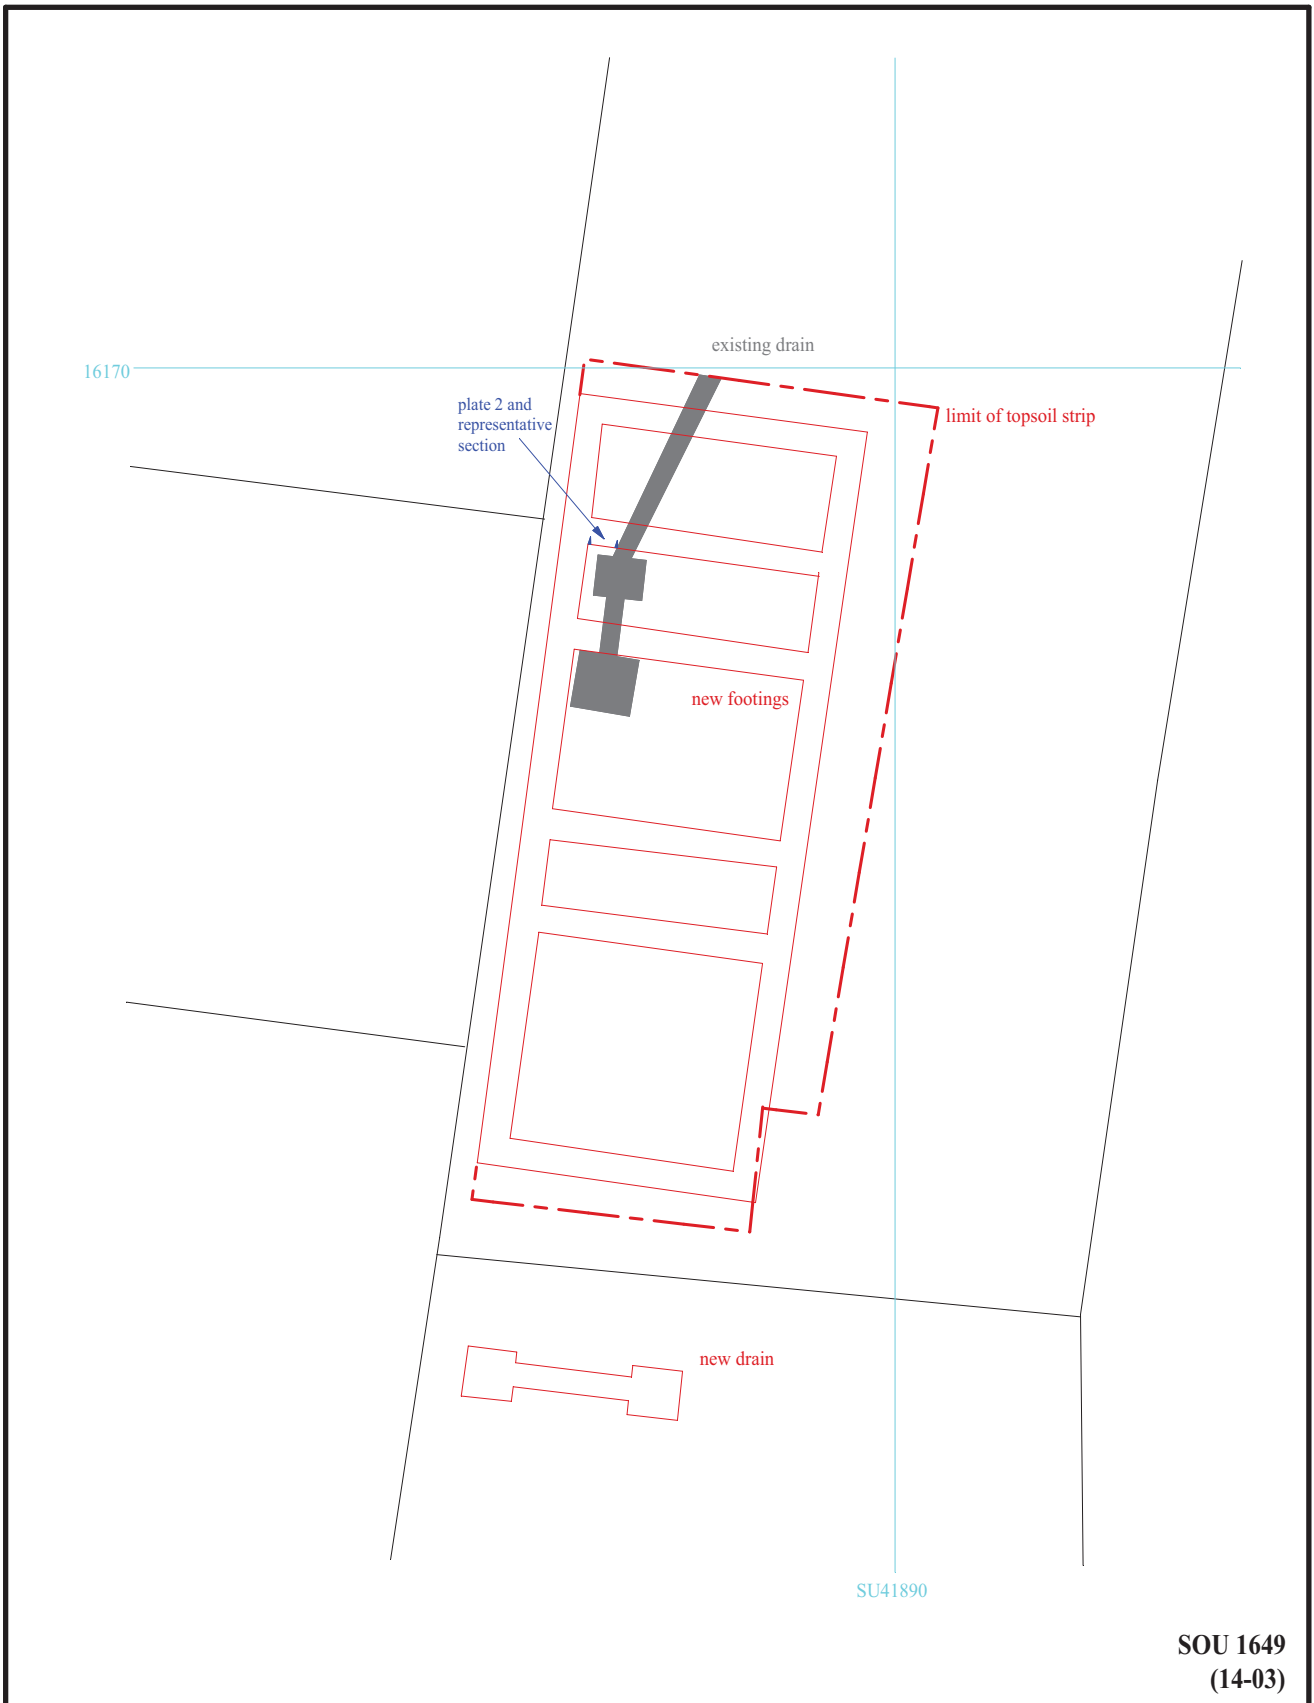 existing drain
16170
plate 2 and
representative
section
limit of topsoil strip
new footings
new drain
SU41890
SOU 1649
(14-03)